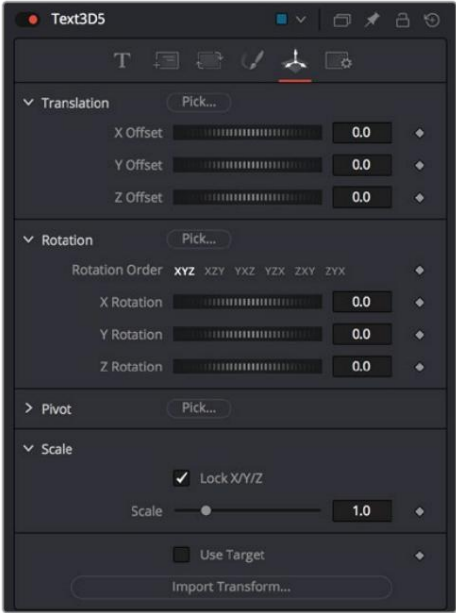 Text3D5
T
Translation Pick...
X Offset 0.0
Y Offset 0.0
Z Offset 0.0
Rotation Pick...
Rotation Order XYZ XZY YXZ YZX ZXY ZYX
X Rotation 0.0
Y Rotation 0.0
Z Rotation 0.0
Pivot Pick...
Scale
Lock X/Y/Z
Scale 1.0
Use Target
Import Transform...